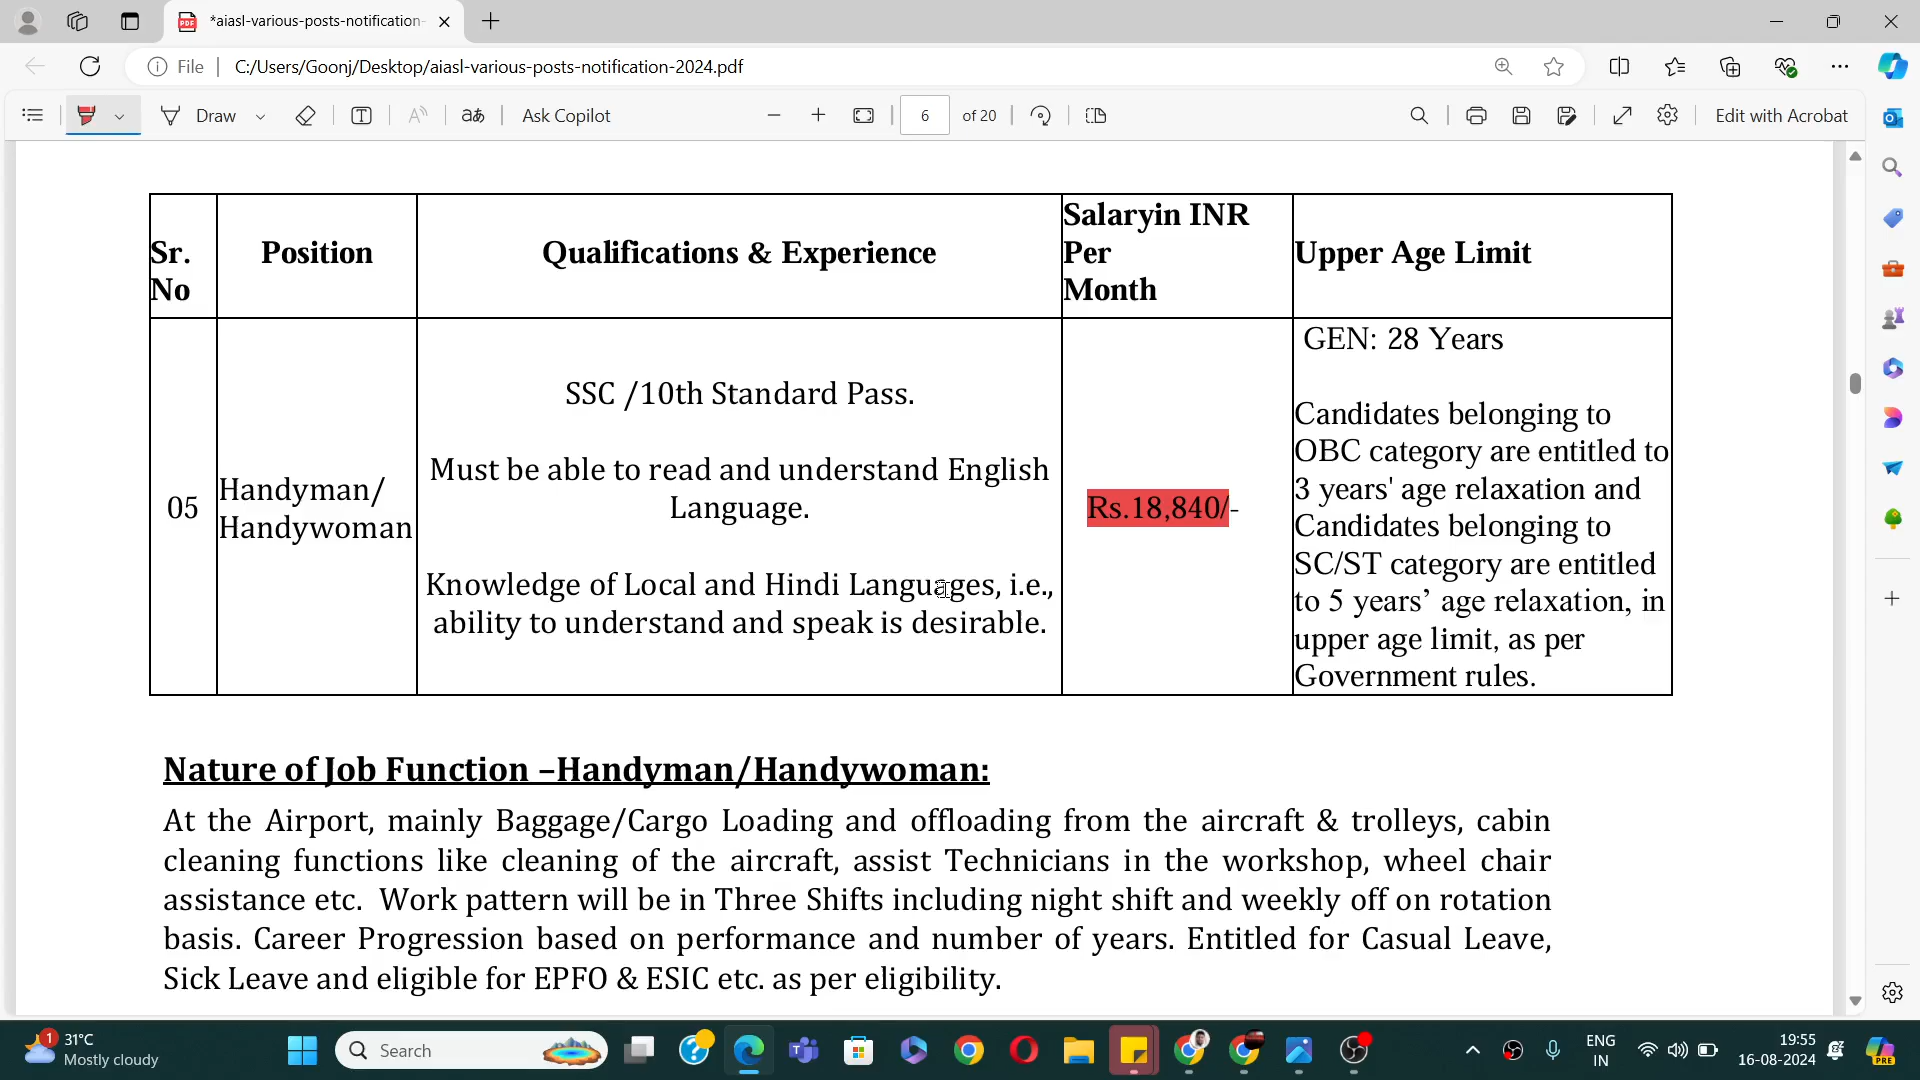 *aiasl-various-posts-notification-
File
C:/Users/Goonj/Desktop/aiasl-various-posts-notification-2024.pdf
Draw
aあ
Ask Copilot
6
of 20
Edit with Acrobat
Sr.
No
Position
Qualifications & Experience
Salaryin INR
Per
Month
Upper Age Limit
05
Handyman/
Handywoman
SSC /10th Standard Pass.
Must be able to read and understand English
Language.
Knowledge of Local and Hindi Languages, i.e.,
ability to understand and speak is desirable.
Rs.18,840/-
GEN: 28 Years
Candidates belonging to
OBC category are entitled to
3 years' age relaxation and
Candidates belonging to
SC/ST category are entitled
to 5 years’ age relaxation, in
upper age limit, as per
Government rules.
Nature of Job Function –Handyman/Handywoman:
At the Airport, mainly Baggage/Cargo Loading and offloading from the aircraft & trolleys, cabin
cleaning functions like cleaning of the aircraft, assist Technicians in the workshop, wheel chair
assistance etc. Work pattern will be in Three Shifts including night shift and weekly off on rotation
basis. Career Progression based on performance and number of years. Entitled for Casual Leave,
Sick Leave and eligible for EPFO & ESIC etc. as per eligibility.
1
31°C
Mostly cloudy
Search
ENG
IN
19:55
16-08-2024
PRE